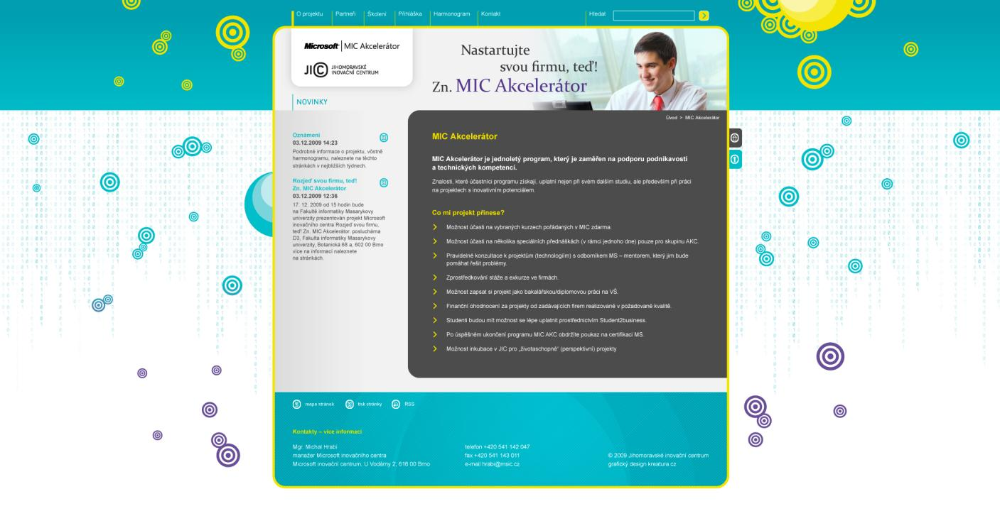 O projektu Partneři Školení Přihláška Harmonogram Kontakt Hledat
Microsoft MIC Akcelerátor
JIC JIHOMORAVSKÉ
INOVAČNÍ CENTRUM
Nastartujte
svou firmu, teď!
Zn. MIC Akcelerátor
NOVINKY
Oznámení
03.12.2009 14:23
Podrobné informace o projektu, včetně
harmonogramu, naleznete na těchto
stránkách v nejbližších týdnech.
Rozjeď svou firmu, teď!
Zn. MIC Akcelerátor
03.12.2009 12:36
17. 12. 2009 od 15 hodin bude
na Fakultě informatiky Masarykovy
univerzity prezentován projekt Microsoft
inovačního centra Rozjeď svou firmu,
teď! Zn. MIC Akcelerátor. posluchárna
D3, Fakulta informatiky Masarykovy
univerzity, Botanická 68 a, 602 00 Brno
více na informací naleznete
na stránkách.
Úvod > MIC Akcelerátor
MIC Akcelerátor
MIC Akcelerátor je jednoletý program, který je zaměřen na podporu podnikavosti
a technických kompetencí.
Znalosti, které účastníci programu získají, uplatní nejen při svém dalším studiu, ale především při práci
na projektech s inovativním potenciálem.
Co mi projekt přinese?
Možnost účasti na vybraných kurzech pořádaných v MIC zdarma.
Možnost účasti na několika speciálních přednáškách (v rámci jednoho dne) pouze pro skupinu AKC.
Pravidelné konzultace k projektům (technologiím) s odborníkem MS – mentorem, který jim bude
pomáhat řešit problémy.
Zprostředkování stáže a exkurze ve firmách.
Možnost zapsat si projekt jako bakalářskou/diplomovou práci na VŠ.
Finanční ohodnocení za projekty od zadávajících firem realizované v požadované kvalitě.
Studenti budou mít možnost se lépe uplatnit prostřednictvím Student2business.
Po úspěšném ukončení programu MIC AKC obdržíte poukaz na certifikaci MS.
Možnost inkubace v JIC pro „životaschopné“ (perspektivní) projekty
mapa stránek tisk stránky RSS
Kontakty – více informací
Mgr. Michal Hrabí
manažer Microsoft inovačního centra
Microsoft inovační centrum, U Vodárny 2, 616 00 Brno
telefon +420 541 142 047
fax +420 541 143 011
e-mail hrabi@msic.cz
© 2009 Jihomoravské inovační centrum
grafický design kreatura.cz